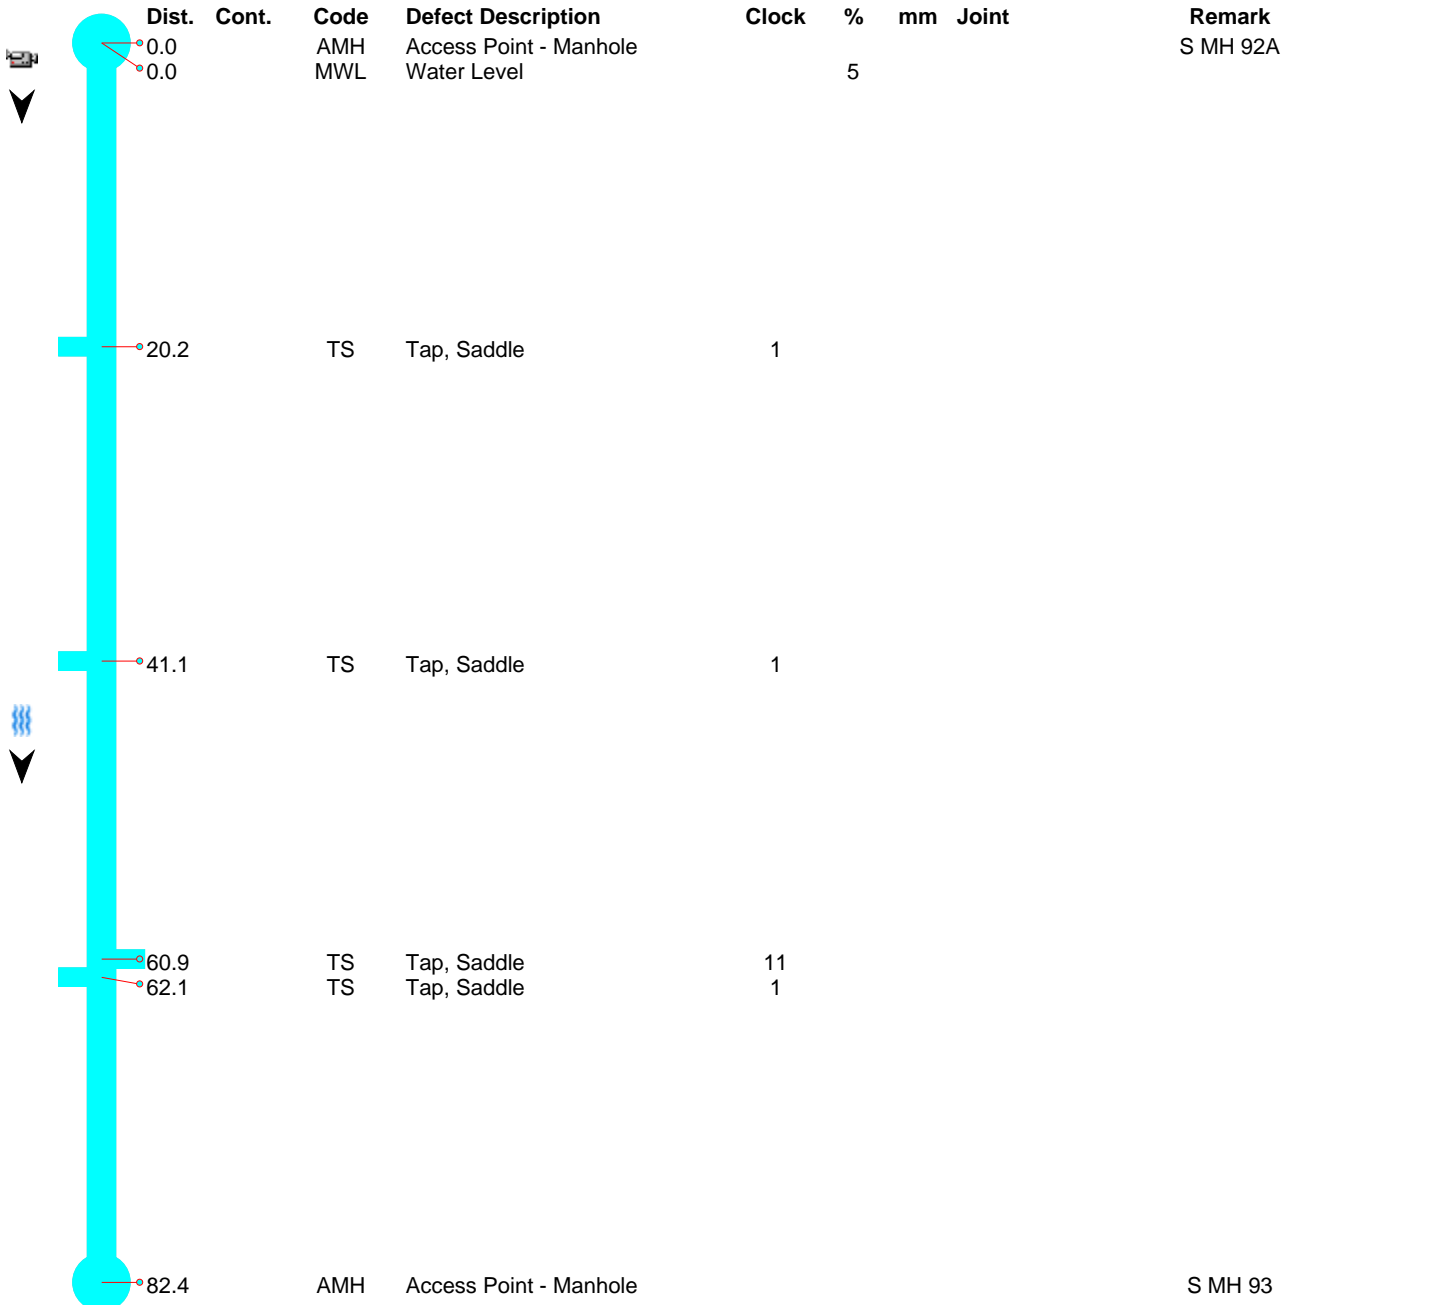 Dist. Cont. Code Defect Description Clock % mm Joint Remark
0.0 AMH Access Point - Manhole S MH 92A
0.0 MWL Water Level 5
20.2 TS Tap, Saddle 1
41.1 TS Tap, Saddle 1
60.9 TS Tap, Saddle 11
62.1 TS Tap, Saddle 1
82.4 AMH Access Point - Manhole S MH 93